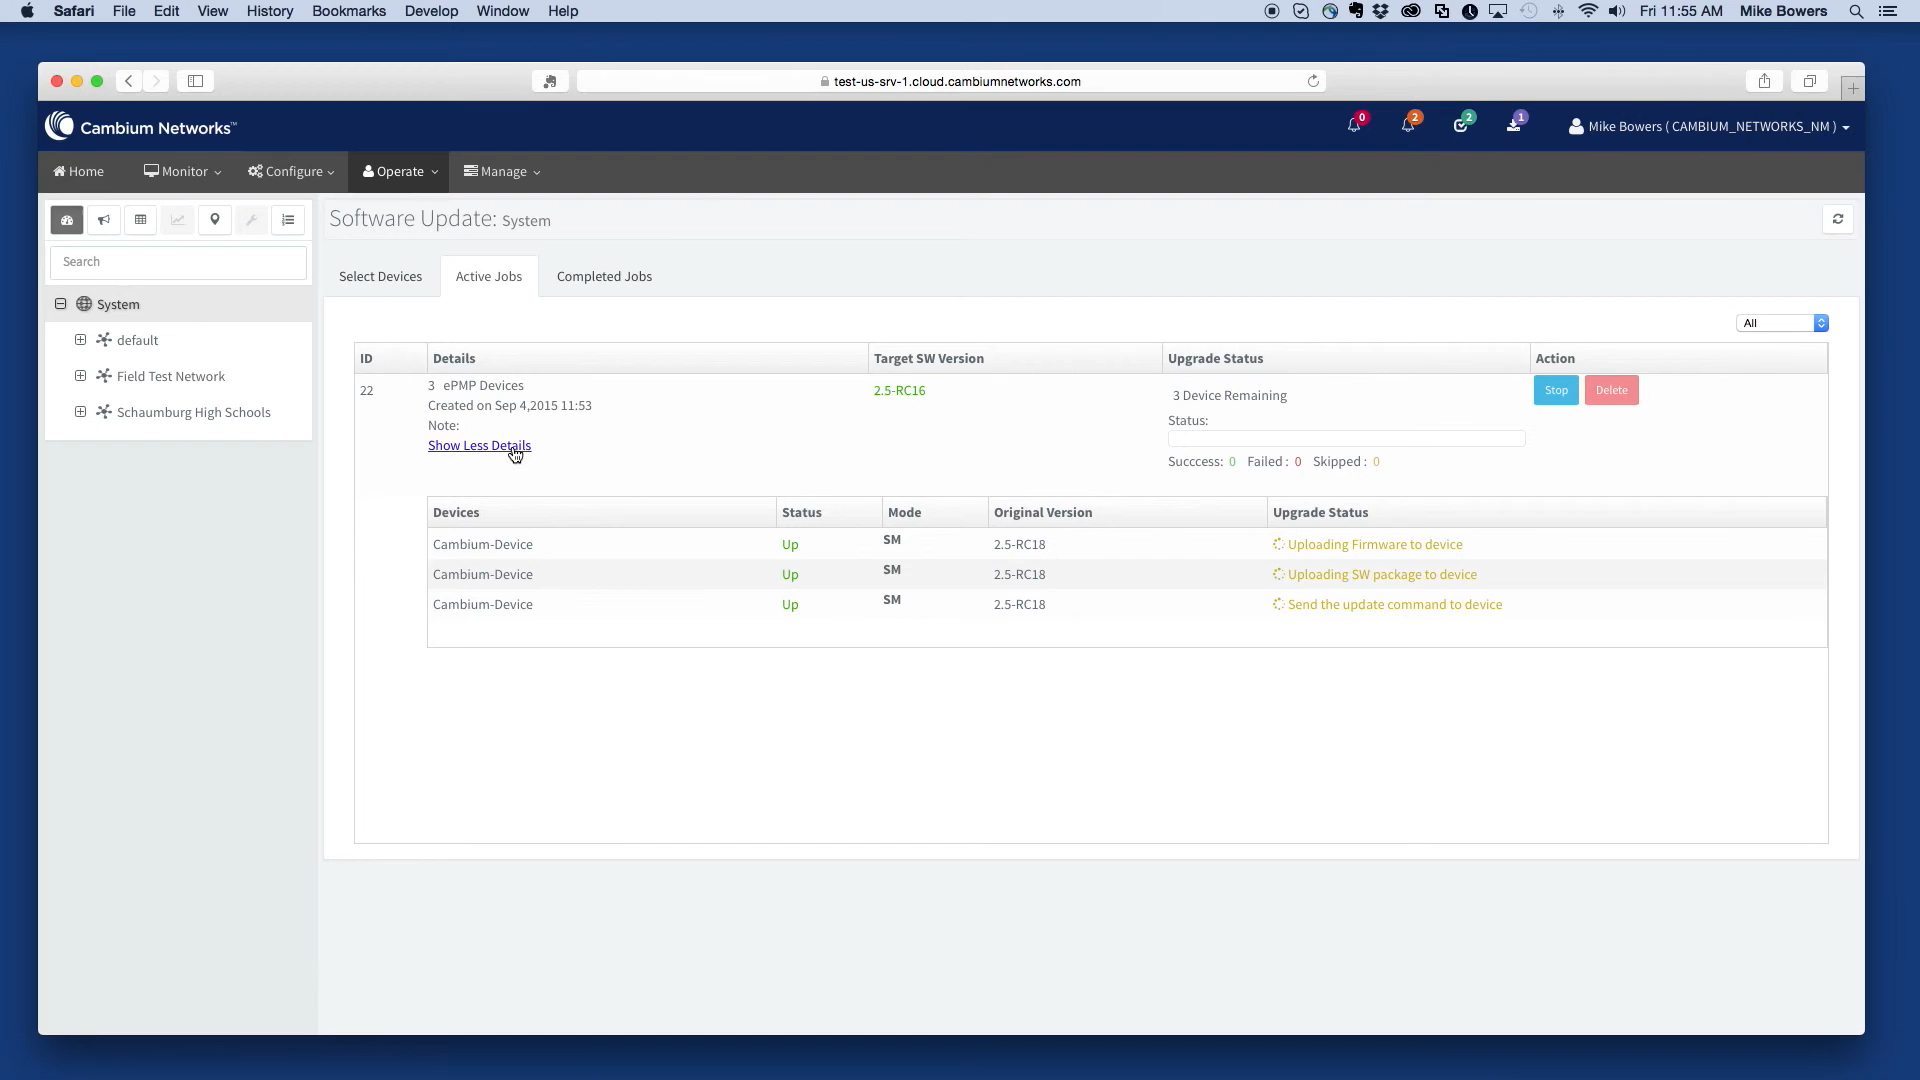 Safari File Edit View History Bookmarks Develop Window Help Fri 11:55 AM Mike Bowers
test-us-srv-1.cloud.cambiumnetworks.com
Cambium Networks™ 0 2 2 1 Mike Bowers ( CAMBIUM_NETWORKS_NM )
Home Monitor Configure Operate Manage
Software Update: System
Search
Select Devices Active Jobs Completed Jobs
System
default
Field Test Network
Schaumburg High Schools
All
ID Details Target SW Version Upgrade Status Action
22 3 ePMP Devices 2.5-RC16 3 Device Remaining Stop Delete
Created on Sep 4,2015 11:53
Note: Status:
Show Less Details
Succcess: 0 Failed : 0 Skipped : 0
Devices Status Mode Original Version Upgrade Status
Cambium-Device Up SM 2.5-RC18 Uploading Firmware to device
Cambium-Device Up SM 2.5-RC18 Uploading SW package to device
Cambium-Device Up SM 2.5-RC18 Send the update command to device